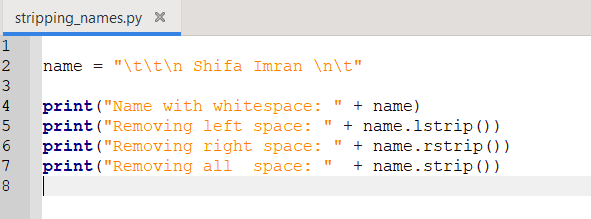 stripping_names.py ×
1
2 name = "\t\t\n Shifa Imran \n\t"
3
4 print("Name with whitespace: " + name)
5 print("Removing left space: " + name.lstrip())
6 print("Removing right space: " + name.rstrip())
7 print("Removing all  space: "  + name.strip())
8